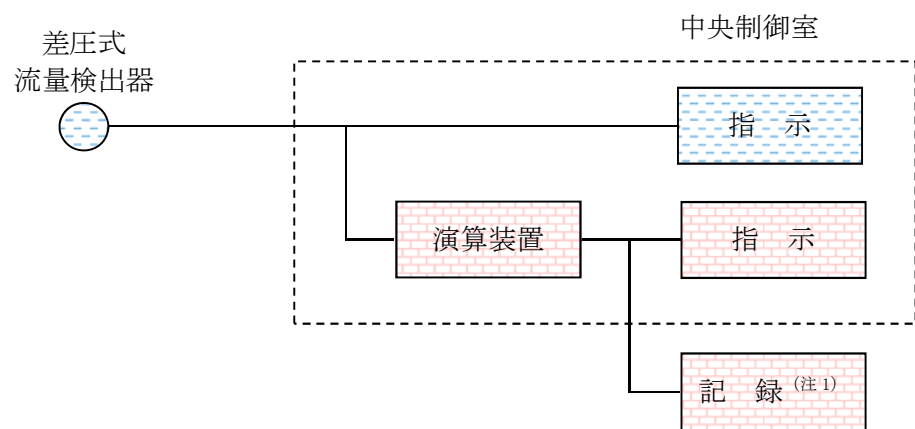 中央制御室
差圧式
流量検出器
指 示
演算装置
指 示
記 録(注1)